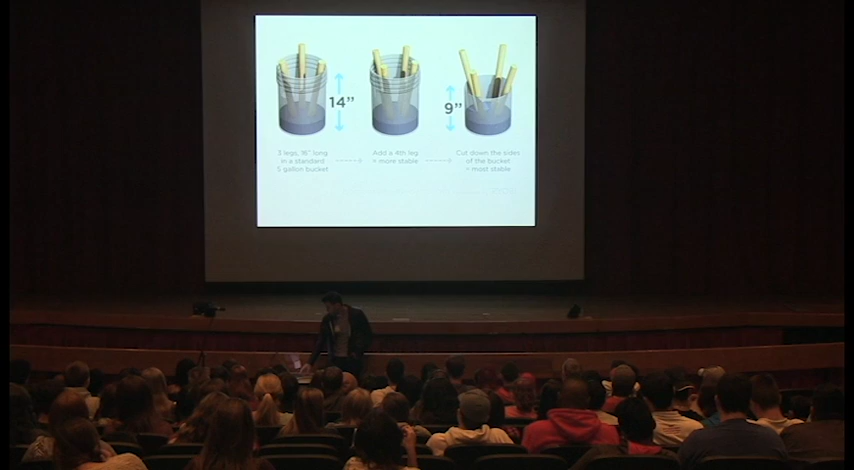 14”
9”
3 legs, 16” long
in a standard
5 gallon bucket
Add a 4th leg
= more stable
Cut down the sides
of the bucket
= most stable